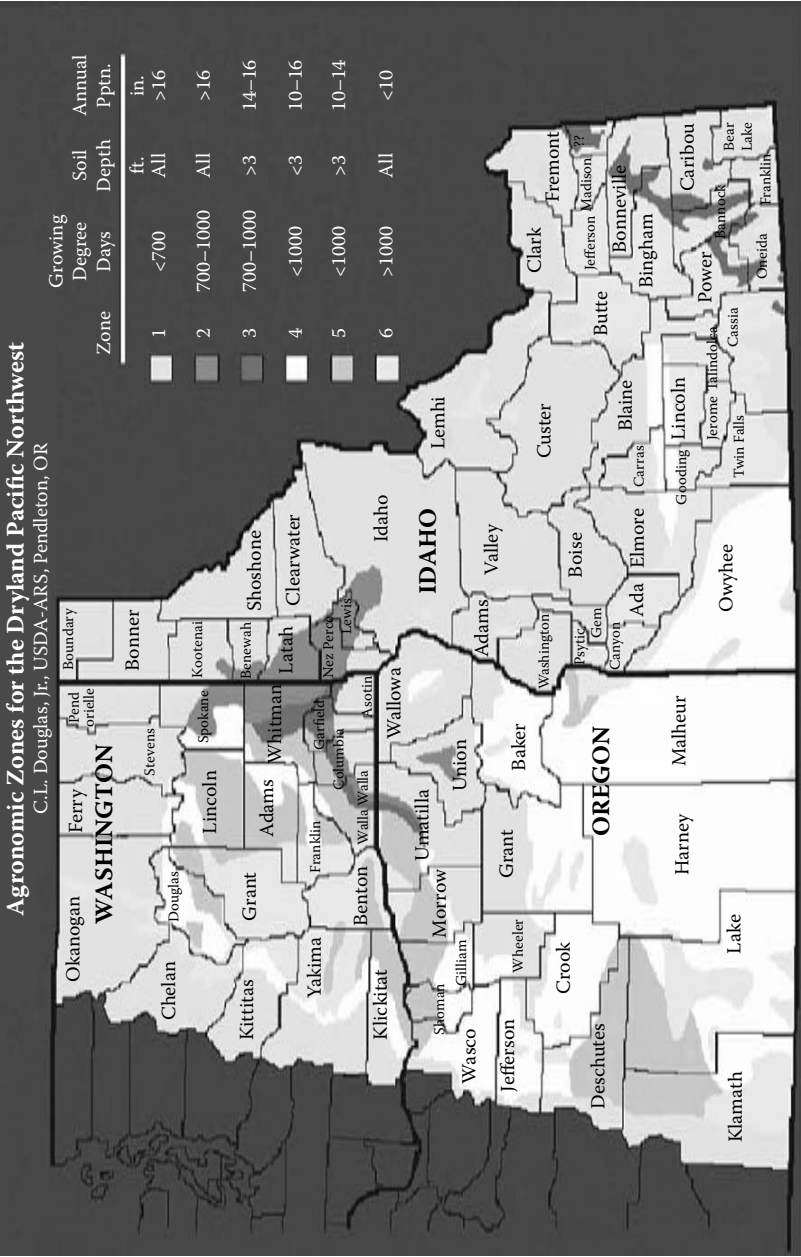 Agronomic Zones for the Dryland Pacific Northwest
C.L. Douglas, Jr., USDA-ARS, Pendleton, OR
Growing
Degree
Days
Soil
Depth
ft.
Annual
Pptn.
in.
Zone
1 <700 All >16
2 700–1000 All >16
3 700–1000 >3 14–16
4 <1000 <3 10–16
5 <1000 >3 10–14
6 >1000 All <10
WASHINGTON
Okanogan
Ferry
Pend
orielle
Stevens
Chelan
Douglas
Lincoln
Spokane
Kittitas
Grant
Adams
Whitman
Yakima
Franklin
Garfield
Columbia
Benton
Walla Walla
Asotin
Klickitat
OREGON
Shoman
Gilliam
Morrow
Umatilla
Wallowa
Union
Wasco
Wheeler
Grant
Baker
Jefferson
Crook
Deschutes
Klamath
Lake
Harney
Malheur
IDAHO
Boundary
Bonner
Kootenai
Benewah
Shoshone
Latah
Clearwater
Nez Perce
Lewis
Idaho
Lemhi
Adams
Valley
Custer
Washington
Psytic
Gem
Boise
Canyon
Ada
Elmore
Owyhee
Carras
Blaine
Butte
Clark
Fremont
Jefferson
Madison
??
Bonneville
Bingham
Gooding
Lincoln
Jerome
Talindolca
Twin Falls
Cassia
Power
Bannock
Caribou
Oneida
Franklin
Bear
Lake